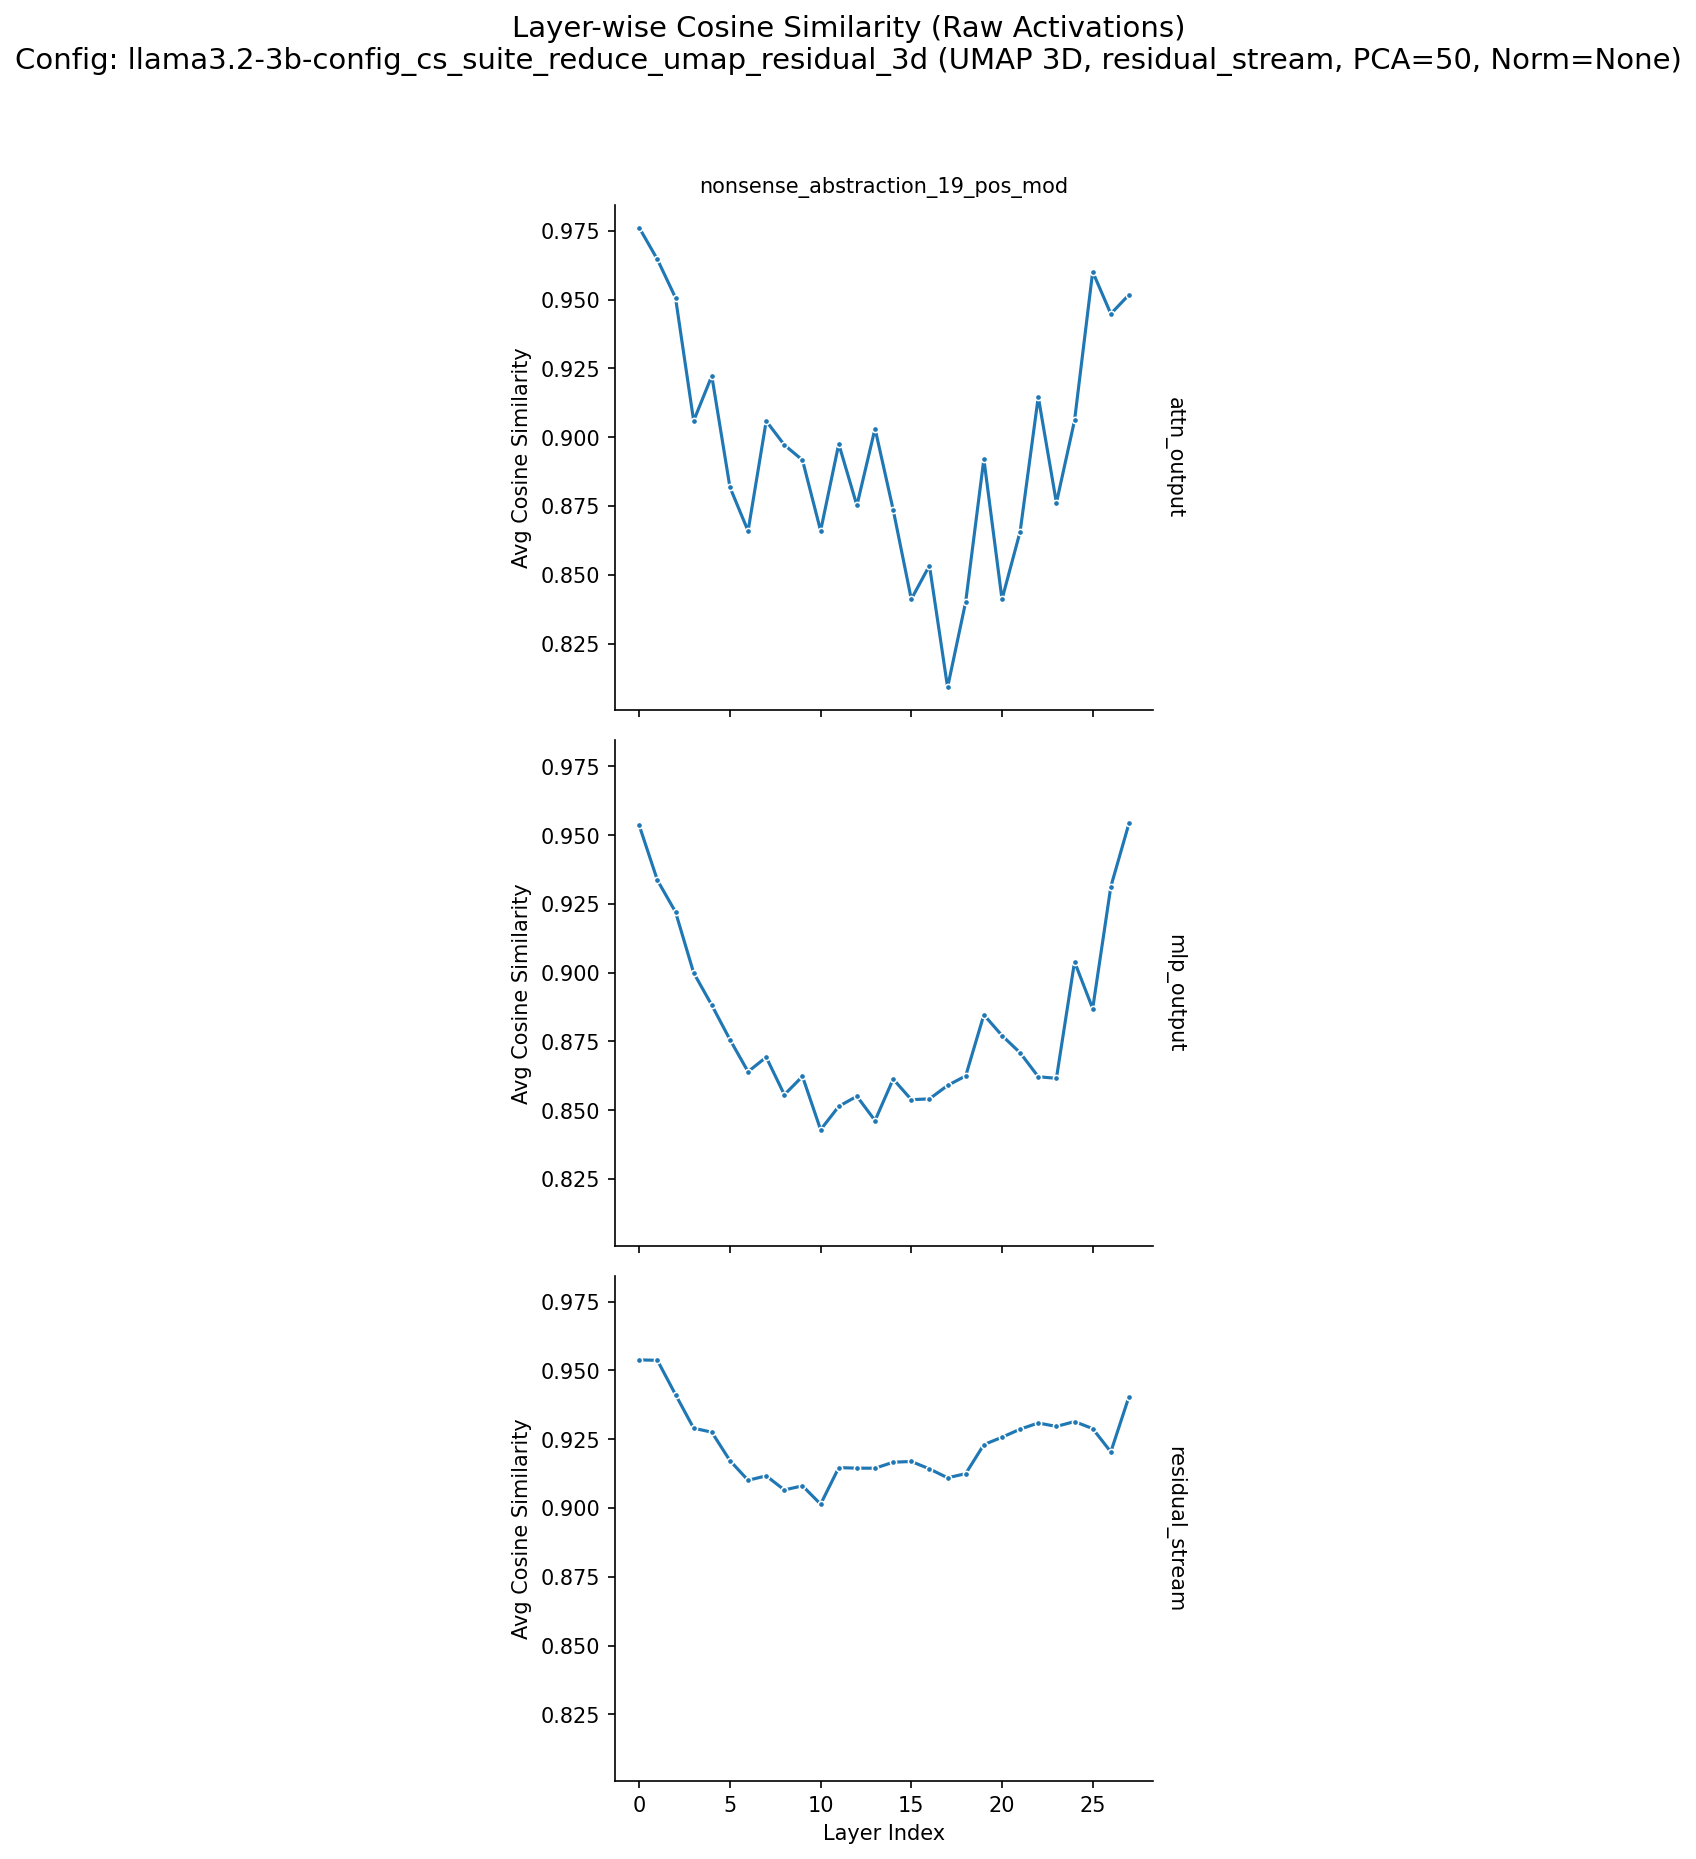 Layer-wise Cosine Similarity (Raw Activations)
Config: llama3.2-3b-config_cs_suite_reduce_umap_residual_3d (UMAP 3D, residual_stream, PCA=50, Norm=None)
nonsense_abstraction_19_pos_mod
0.975
0.950
0.925
0.900
0.875
0.850
0.825
Avg Cosine Similarity
attn_output
0.975
0.950
0.925
0.900
0.875
0.850
0.825
Avg Cosine Similarity
mlp_output
0.975
0.950
0.925
0.900
0.875
0.850
0.825
Avg Cosine Similarity
residual_stream
0 5 10 15 20 25
Layer Index